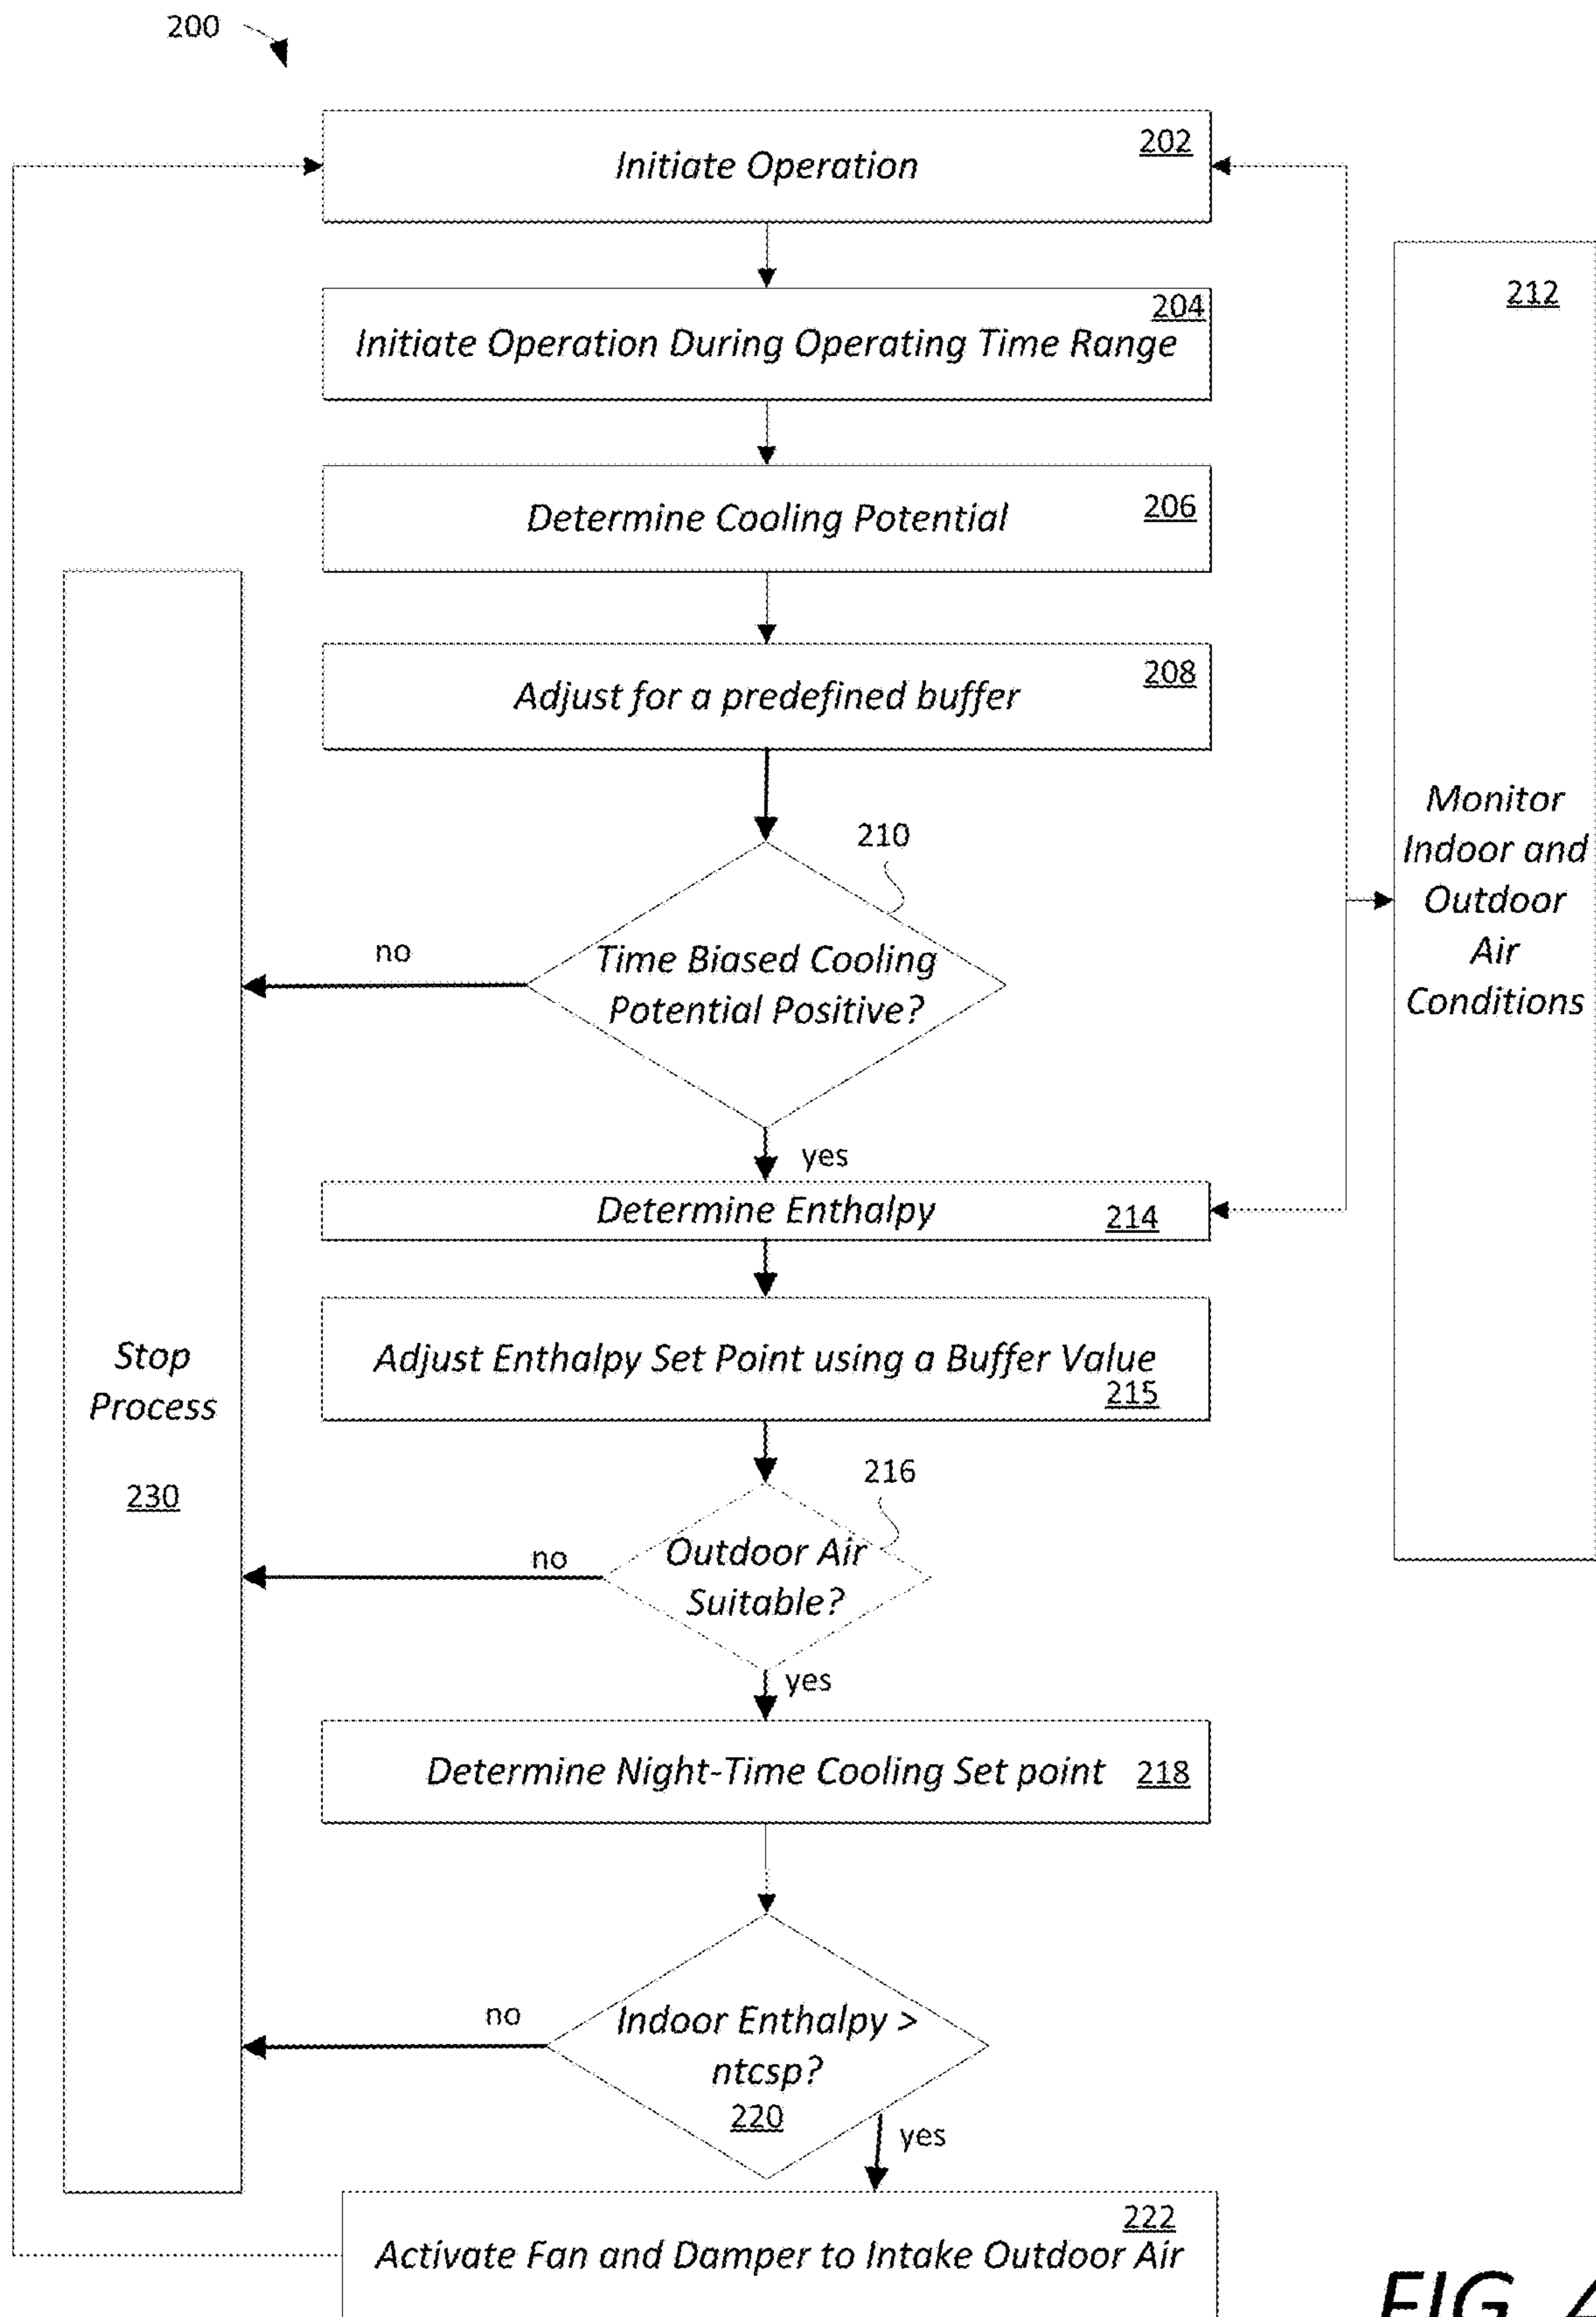 200
202
Initiate Operation
204
Initiate Operation During Operating Time Range
206
Determine Cooling Potential
208
Adjust for a predefined buffer
210
Time Biased Cooling
Potential Positive?
no
yes
212
Monitor
Indoor and
Outdoor
Air
Conditions
Determine Enthalpy
214
Adjust Enthalpy Set Point using a Buffer Value
215
216
Outdoor Air
Suitable?
no
yes
Stop
Process
230
Determine Night-Time Cooling Set point 218
Indoor Enthalpy >
ntcsp?
220
no
yes
222
Activate Fan and Damper to Intake Outdoor Air
FIG.